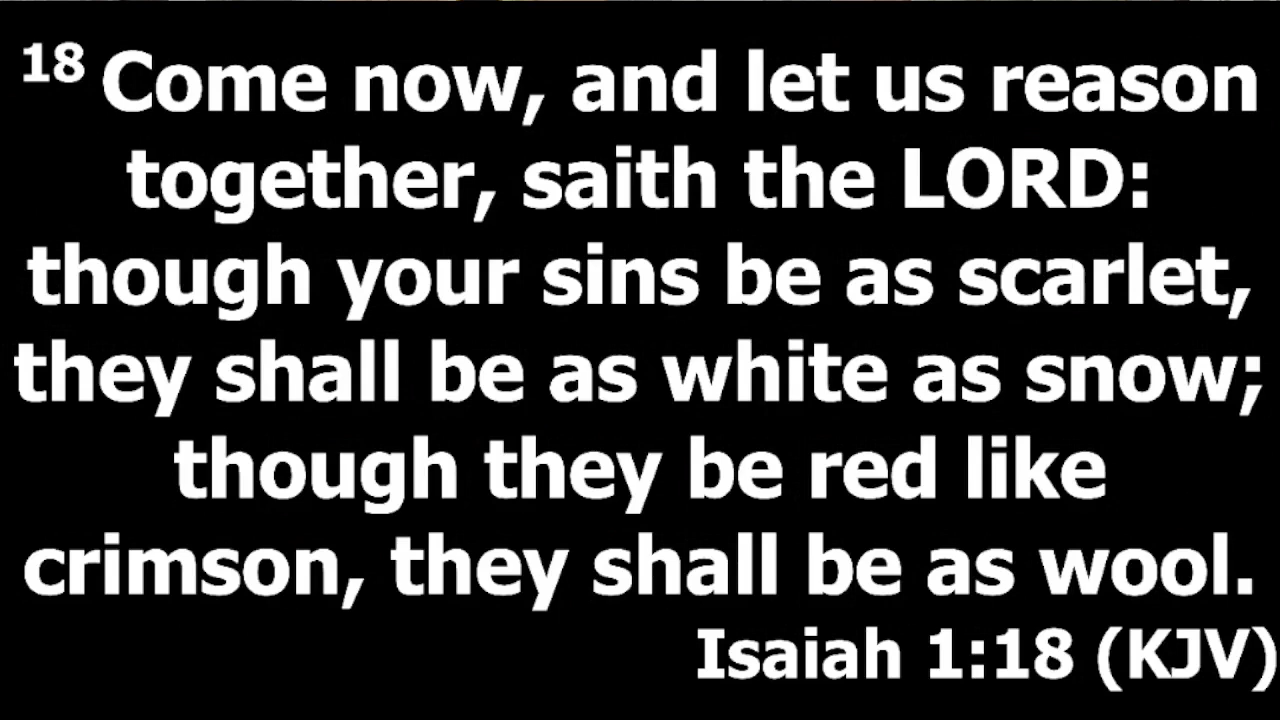 18 Come now, and let us reason
together, saith the LORD:
though your sins be as scarlet,
they shall be as white as snow;
though they be red like
crimson, they shall be as wool.
Isaiah 1:18 (KJV)